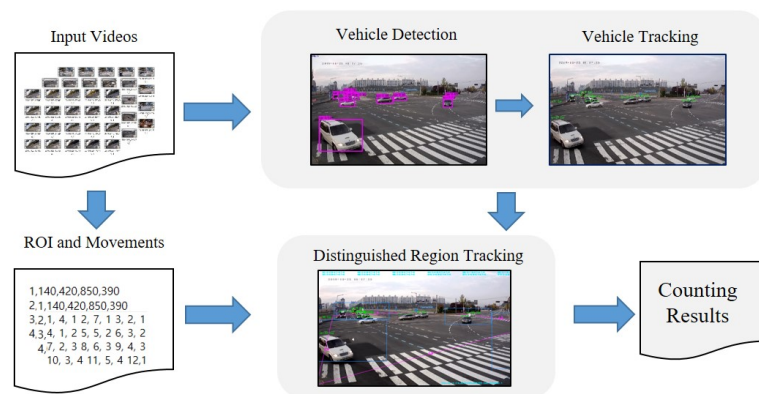 Input Videos
Vehicle Detection
Vehicle Tracking
ROI and Movements
1,140,420,850,390
2,1,140,420,850,390
3,2,1, 4, 1 2, 7, 1 3, 2, 1
4,3,4, 1, 2 5, 5, 2 6, 3, 2
4,7, 2, 3 8, 6, 3 9, 4, 3
10, 3, 4 11, 5, 4 12,1
Distinguished Region Tracking
Counting
Results